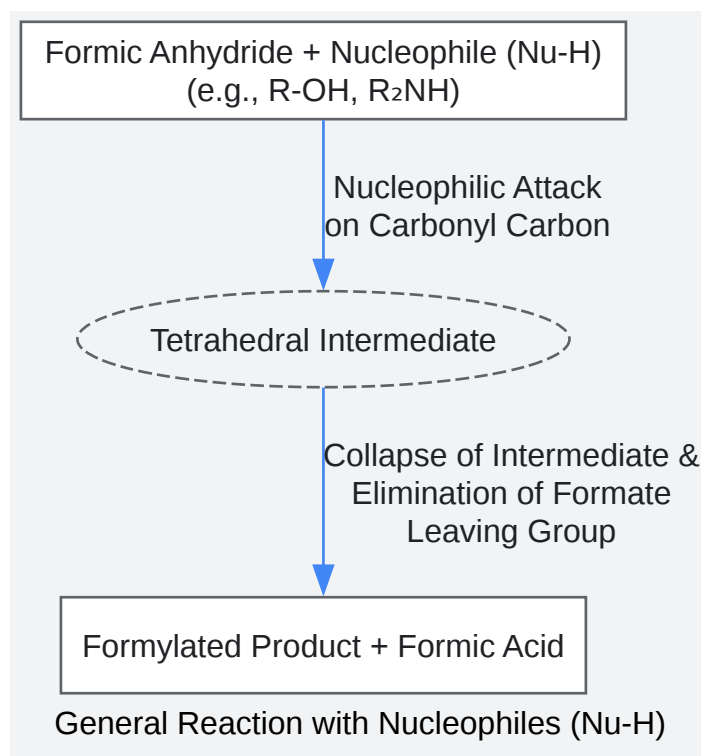 Formic Anhydride + Nucleophile (Nu-H)
(e.g., R-OH, R₂NH)
Nucleophilic Attack
on Carbonyl Carbon
Tetrahedral Intermediate
Collapse of Intermediate &
Elimination of Formate
Leaving Group
Formylated Product + Formic Acid
General Reaction with Nucleophiles (Nu-H)